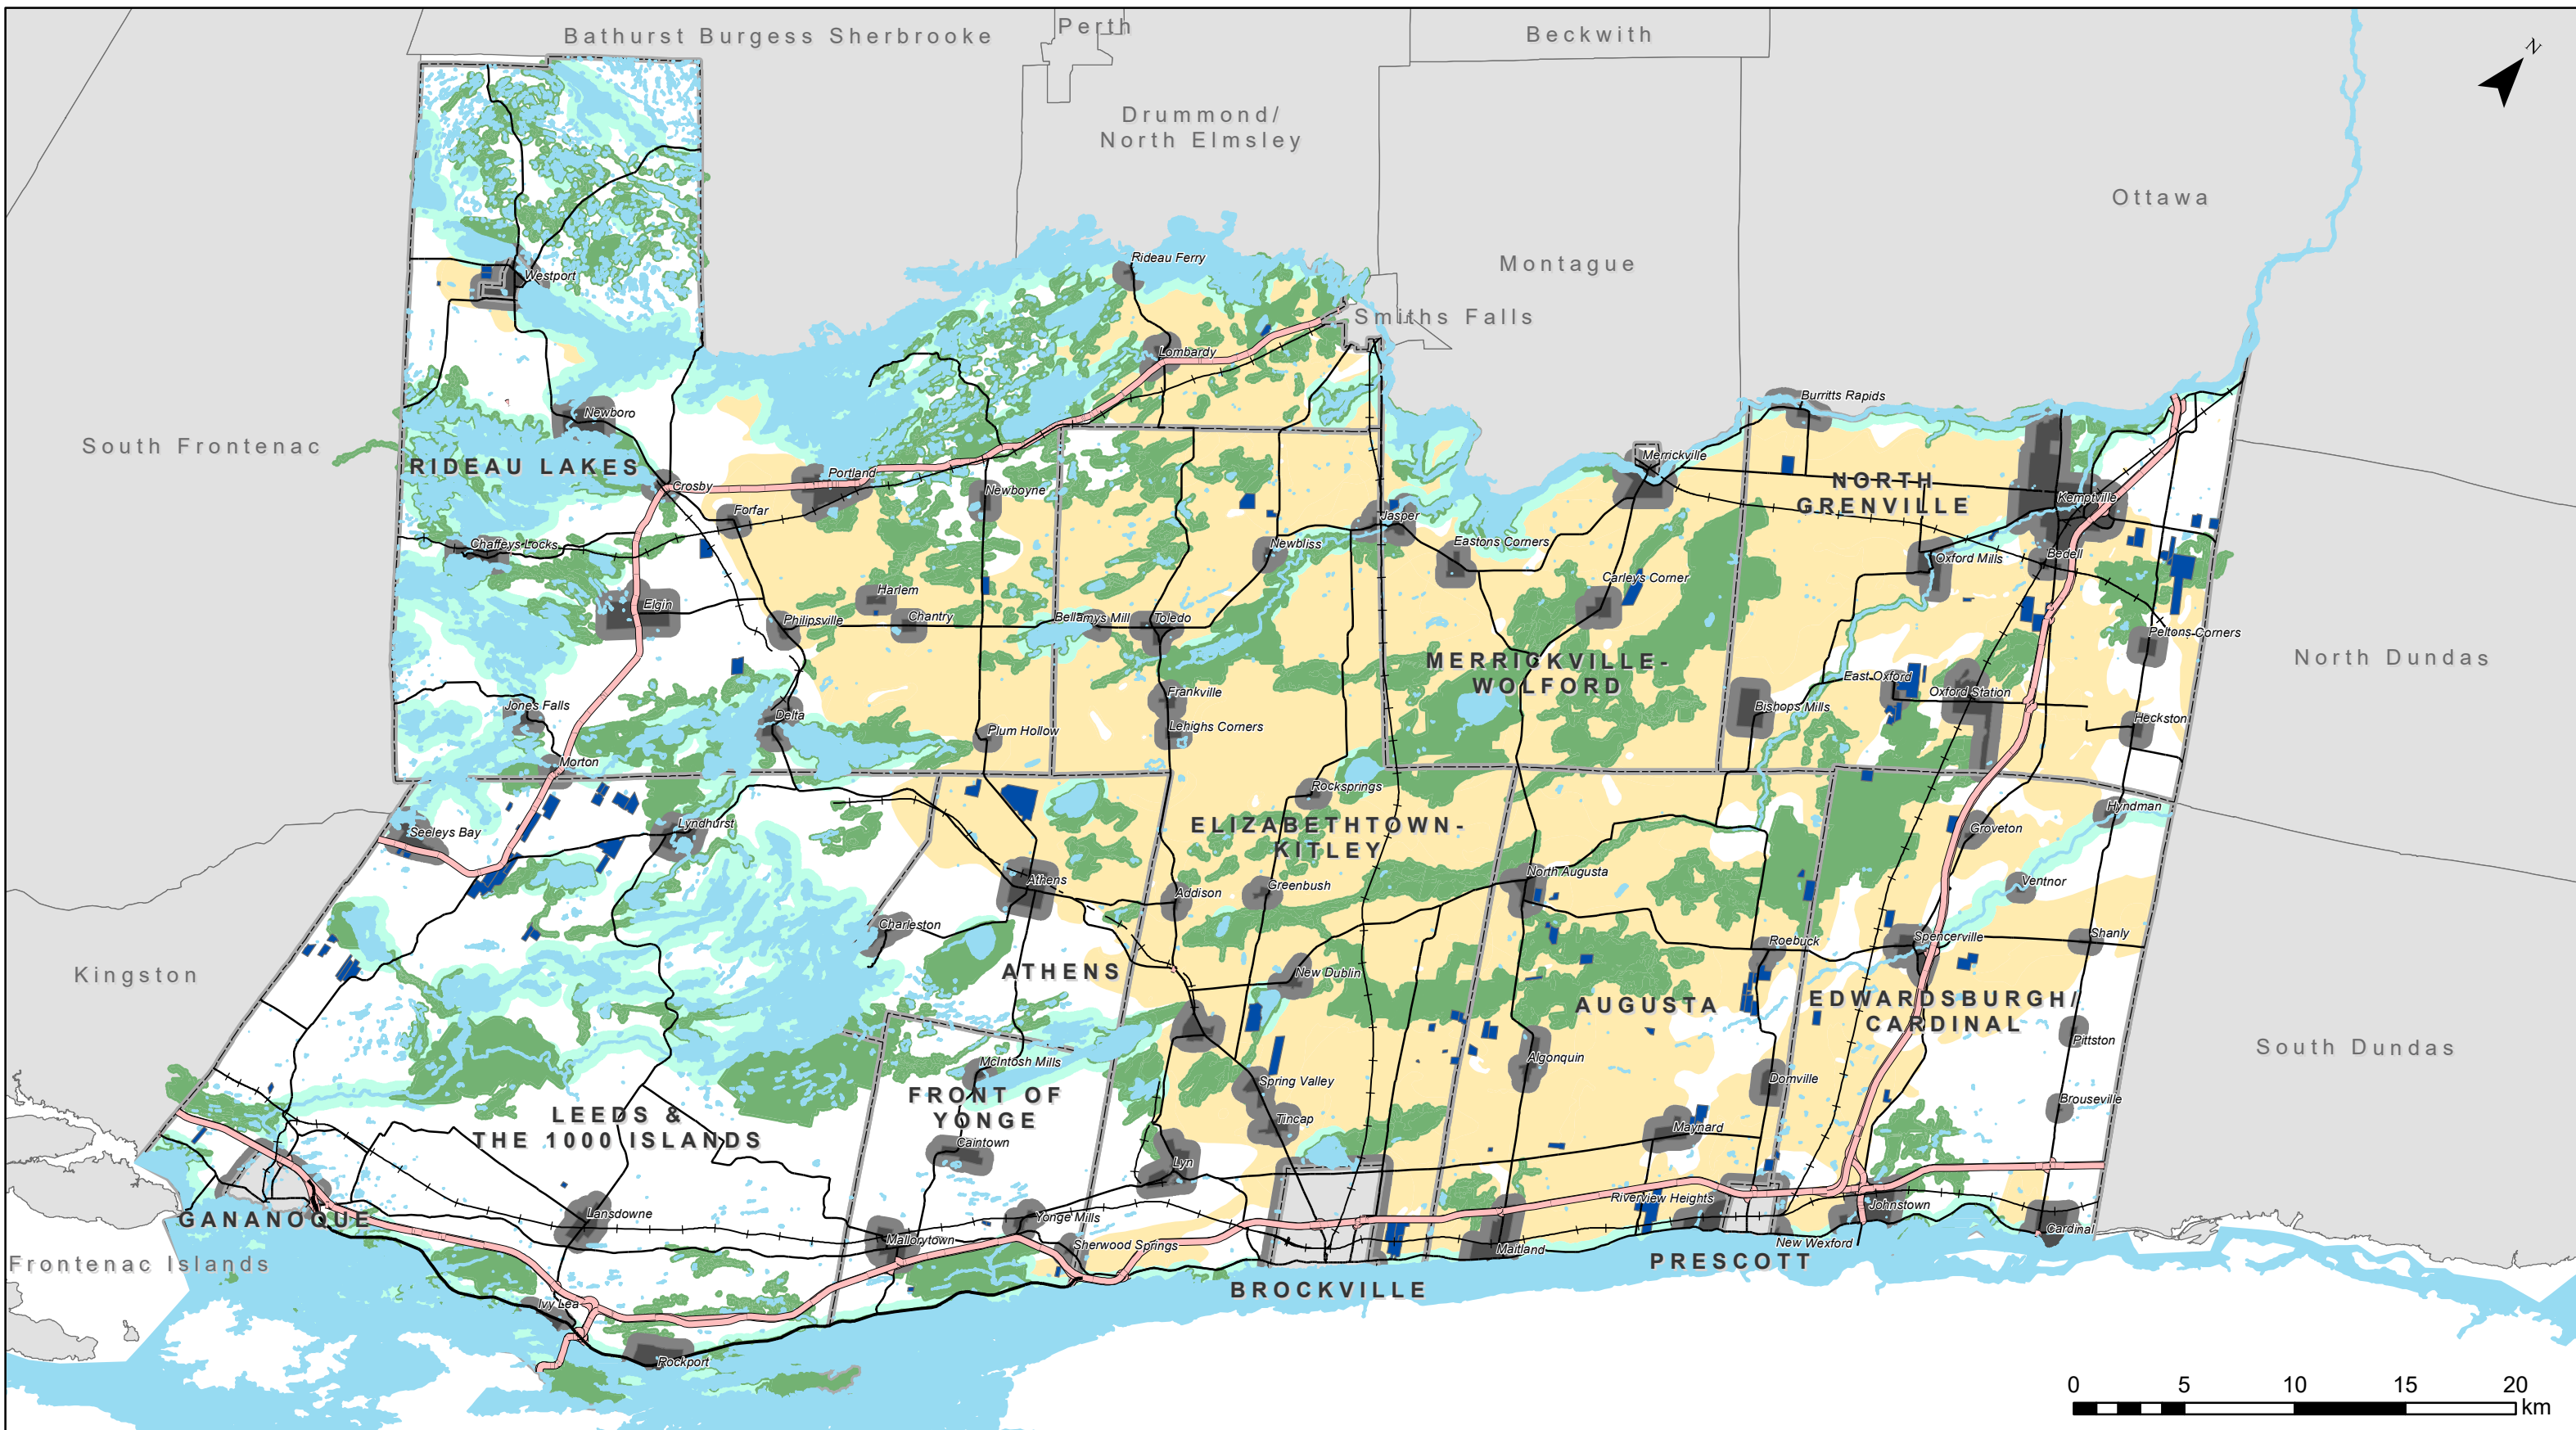 Bathurst Burgess Sherbrooke
Perth
Beckwith
N
Drummond/
North Elmsley
Ottawa
Montague
Rideau Ferry
Westport
Smiths Falls
Lombardy
Burritts Rapids
Newboro
South Frontenac
RIDEAU LAKES
Merrickville
Portland
Crosby
Newboyne
NORTH
GRENVILLE
Kemptville
Forfar
Jasper
Chaffeys Locks
Newbliss
Eastons Corners
Oxford Mills
Bedell
Carleys Corner
Harlem
Elgin
Chantry
Philipsville
Bellamys Mill
Toledo
Peltons Corners
North Dundas
MERRICKVILLE-
WOLFORD
East Oxford
Oxford Station
Frankville
Jones Falls
Bishops Mills
Delta
Lehighs Corners
Heckston
Plum Hollow
Morton
Rocksprings
Hyndman
Seeleys Bay
Lyndhurst
ELIZABETHTOWN-
KITLEY
Groveton
North Augusta
Athens
Addison
Greenbush
Ventnor
Charleston
Roebuck
Spencerville
Shanly
Kingston
ATHENS
New Dublin
AUGUSTA
EDWARDSBURGH/
CARDINAL
Pittston
South Dundas
McIntosh Mills
Algonquin
FRONT OF
YONGE
Spring Valley
Domville
Brouseville
LEEDS &
THE 1000 ISLANDS
Tincap
Maynard
Caintown
Lyn
Riverview Heights
Johnstown
GANANOQUE
Lansdowne
Yonge Mills
Cardinal
Mallorytown
Sherwood Springs
Maitland
New Wexford
Frontenac Islands
PRESCOTT
BROCKVILLE
Ivy Lea
Rockport
0 5 10 15 20
km